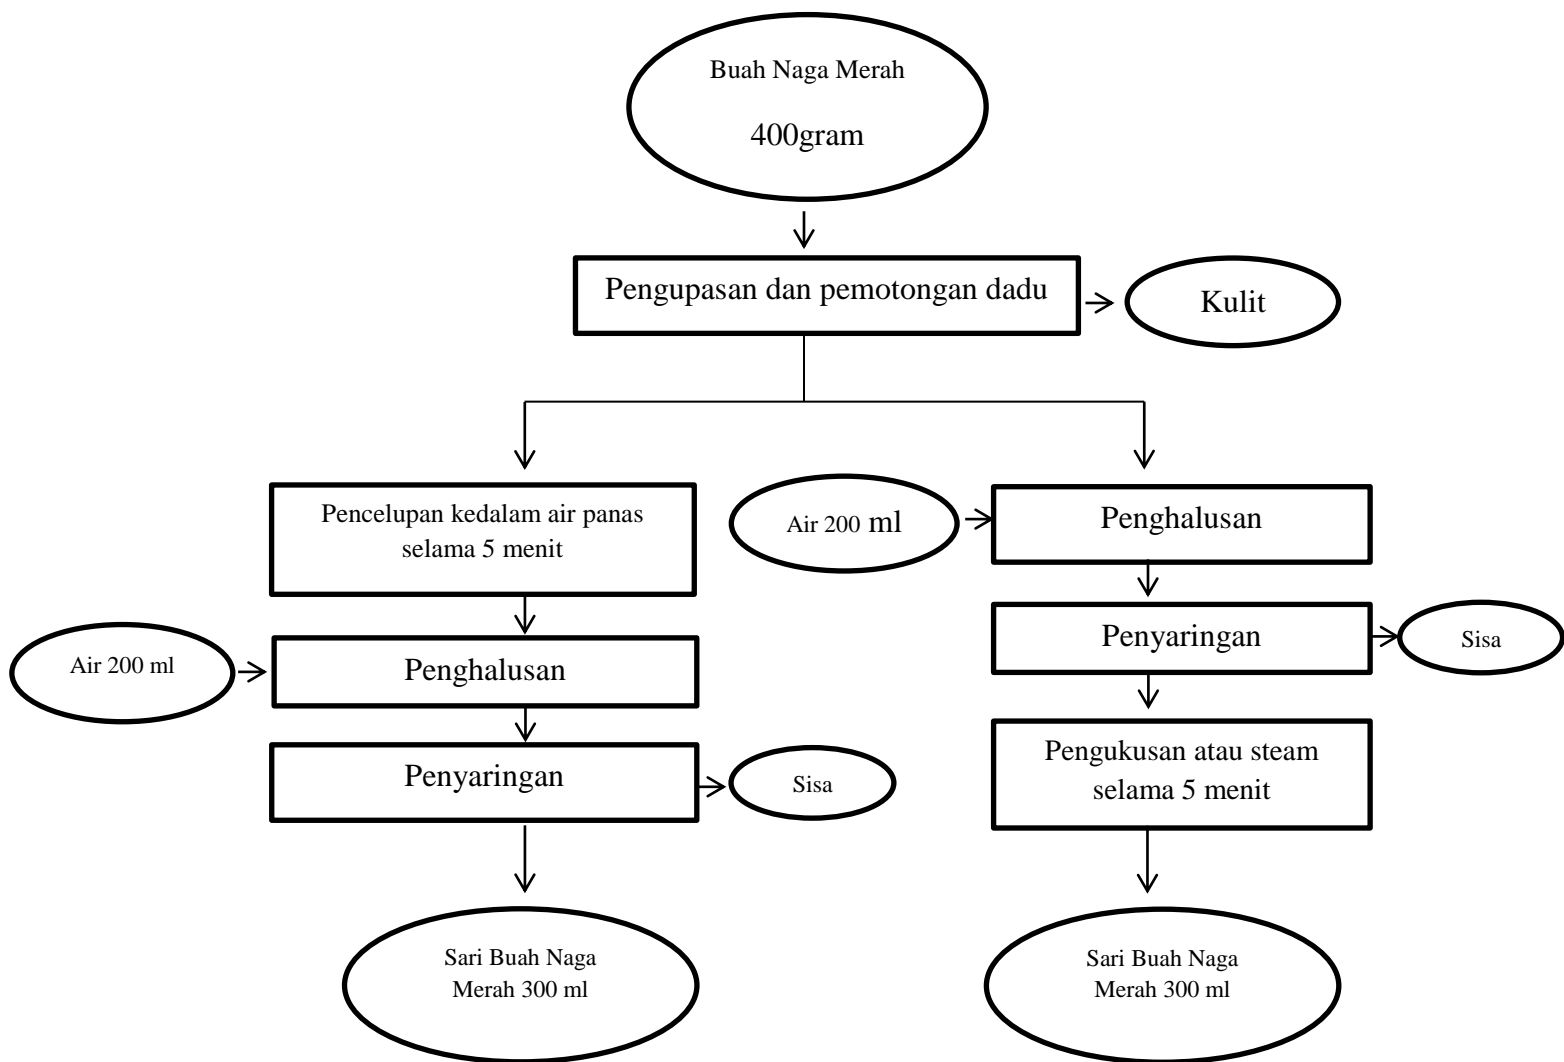 Buah Naga Merah
400gram
Pengupasan dan pemotongan dadu
Kulit
Pencelupan kedalam air panas
selama 5 menit
Air 200 ml
Penghalusan
Penyaringan
Sisa
Sari Buah Naga
Merah 300 ml
Air 200 ml
Penghalusan
Penyaringan
Sisa
Pengukusan atau steam
selama 5 menit
Sari Buah Naga
Merah 300 ml